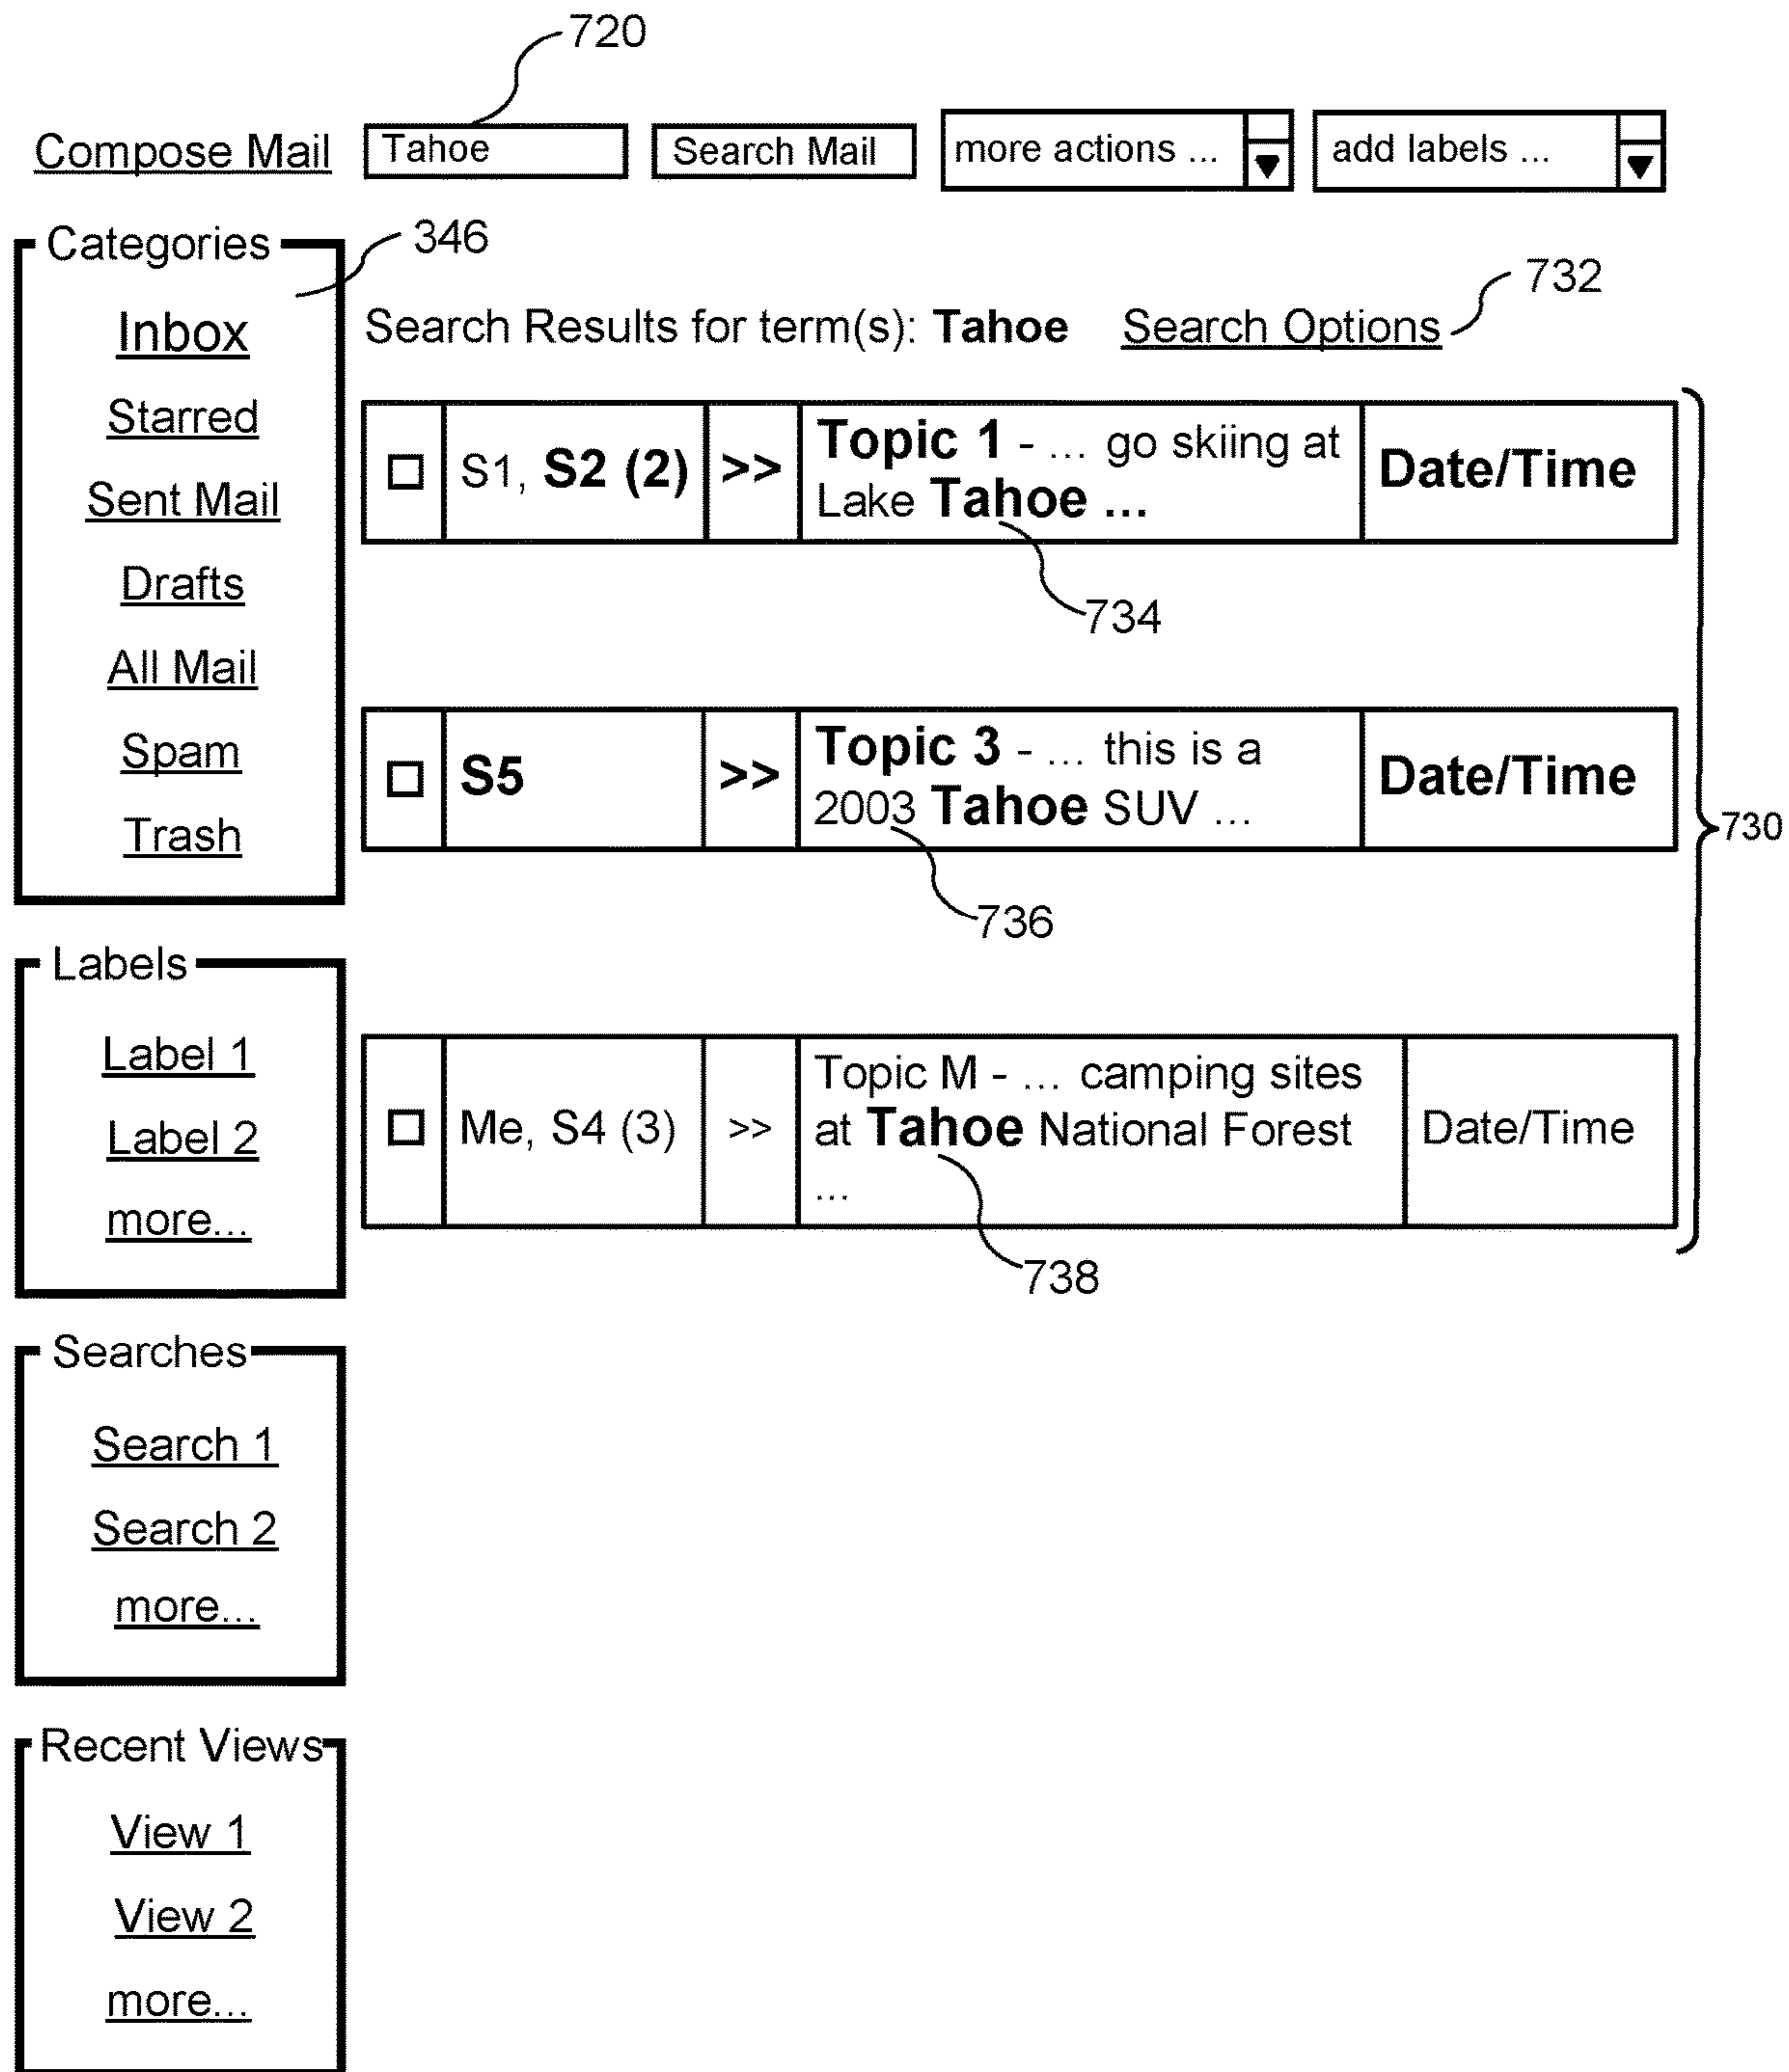 720
Compose Mail Tahoe Search Mail more actions ... add labels ...
Categories
346
Inbox
Starred
Sent Mail
Drafts
All Mail
Spam
Trash
Search Results for term(s): Tahoe Search Options
732
S1, S2 (2) >> Topic 1 - ... go skiing at
Lake Tahoe ...
Date/Time
734
S5 >> Topic 3 - ... this is a
2003 Tahoe SUV ...
Date/Time
736
730
Labels
Label 1
Label 2
more...
Me, S4 (3) >> Topic M - ... camping sites
at Tahoe National Forest
...
Date/Time
738
Searches
Search 1
Search 2
more...
Recent Views
View 1
View 2
more...